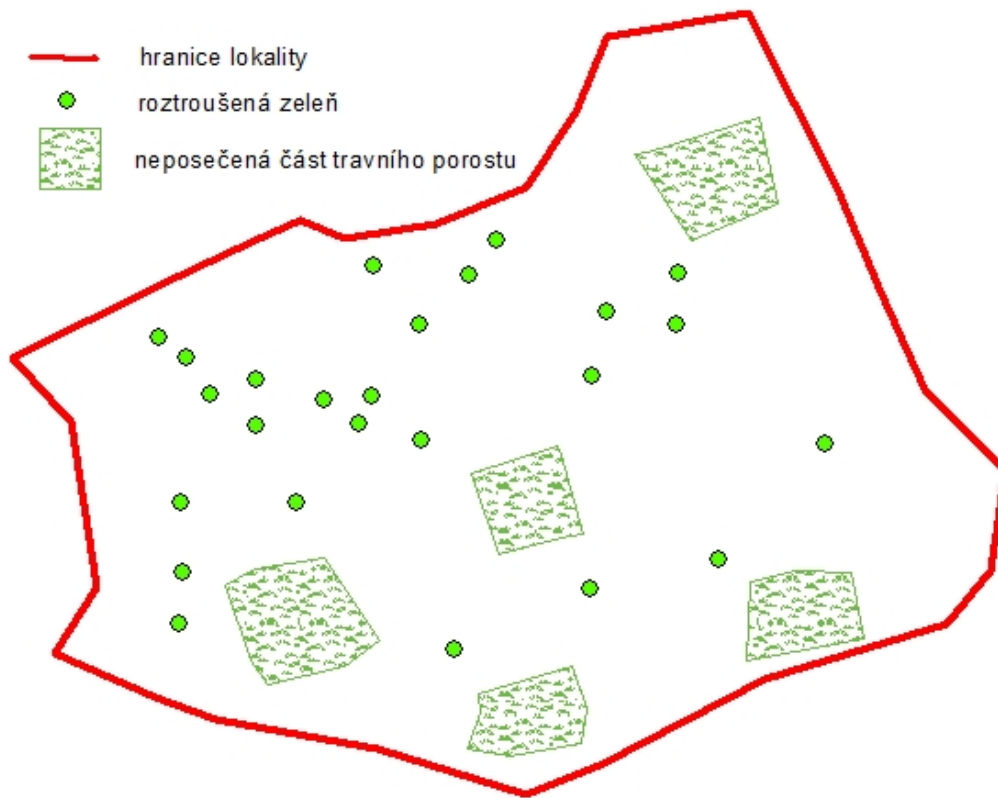 hranice lokality
roztroušená zeleň
neposečená část travního porostu